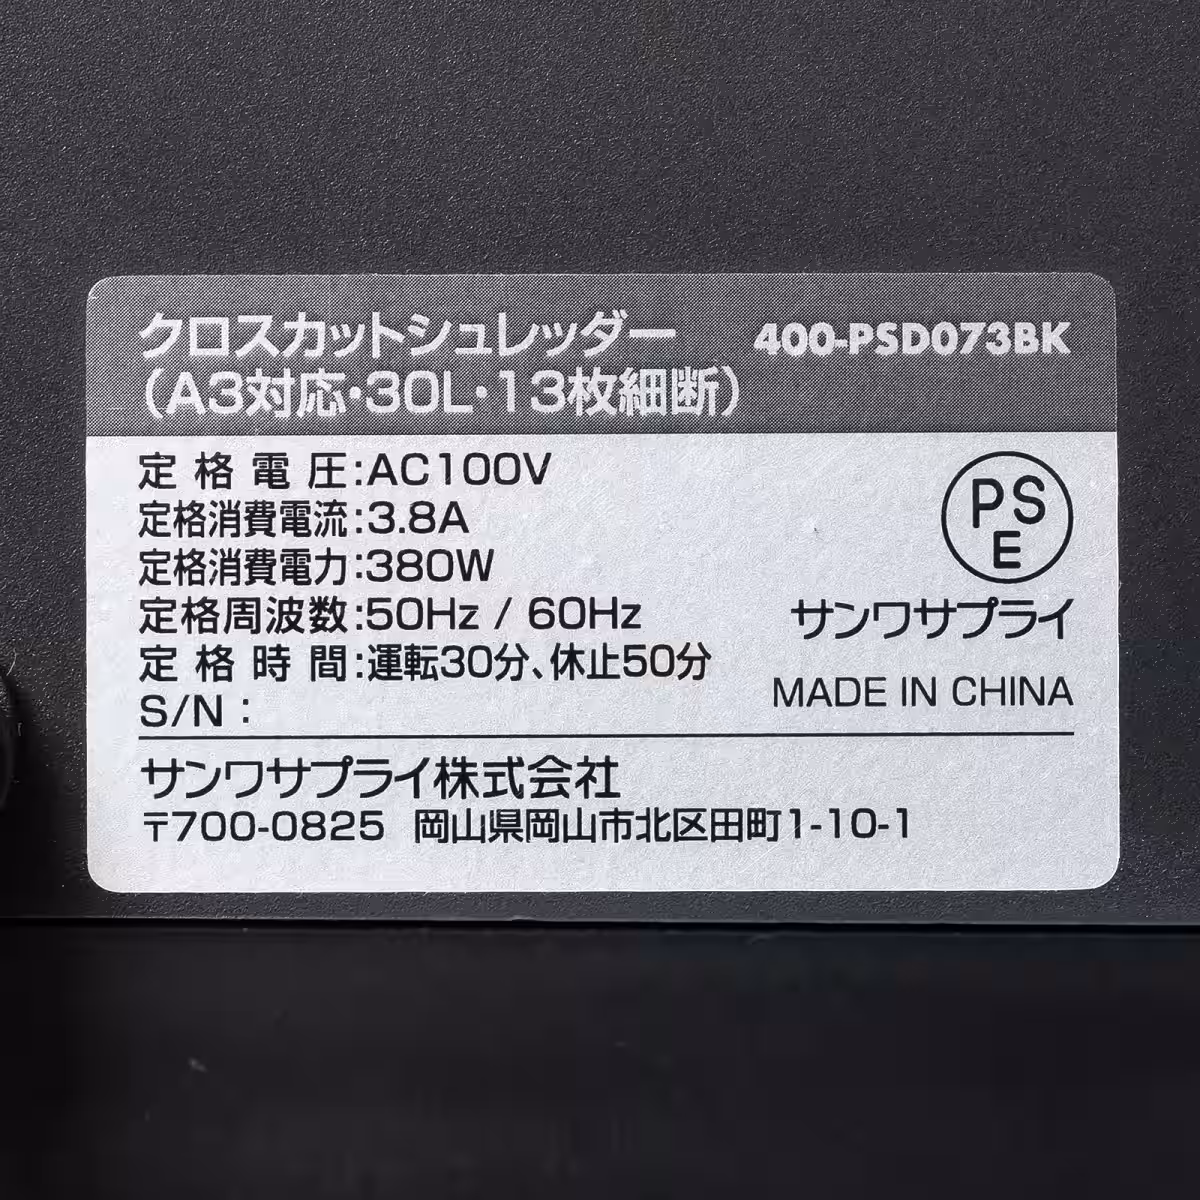 クロスカットシュレッダー 400-PSD073BK
（A3対応・30L・13枚細断）
定格電圧:AC100V
定格消費電流:3.8A
定格消費電力:380W
定格周波数:50Hz / 60Hz
定格時間:運転30分、休止50分
S/N :
PS
E
サンワサプライ
MADE IN CHINA
サンワサプライ株式会社
〒700-0825 岡山県岡山市北区田町1-10-1